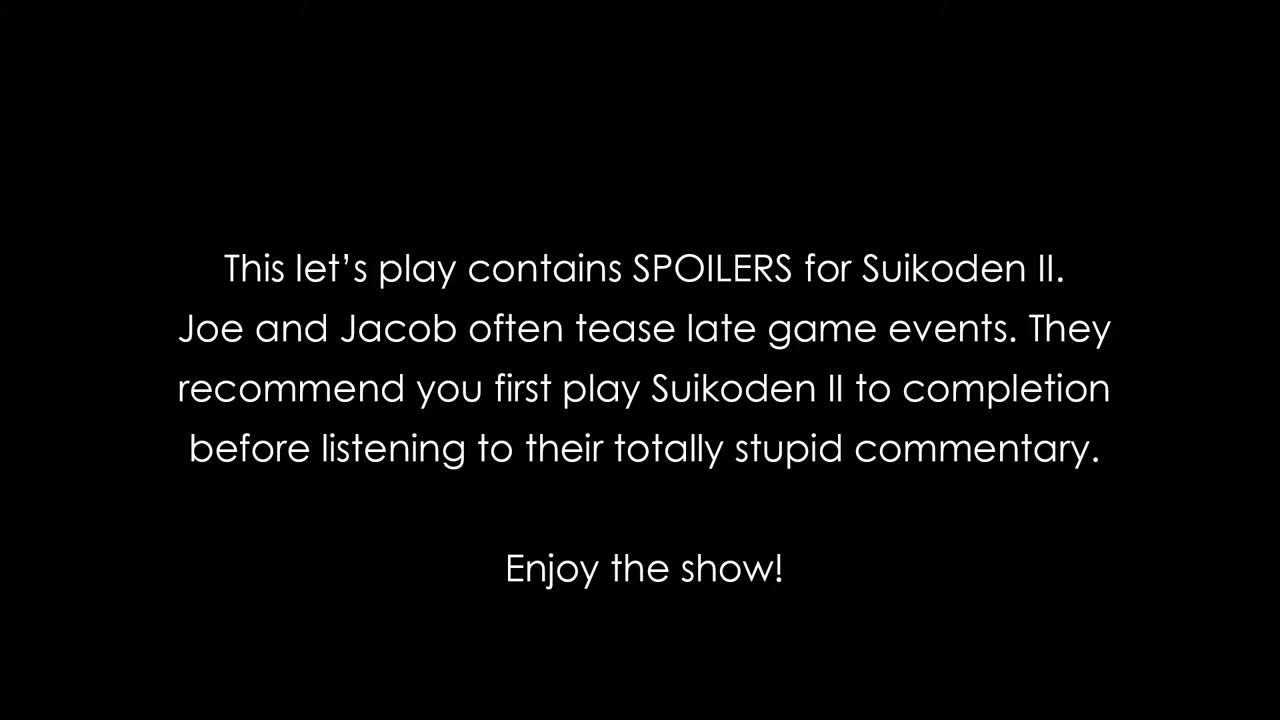 This let’s play contains SPOILERS for Suikoden II.
Joe and Jacob often tease late game events. They
recommend you first play Suikoden II to completion
before listening to their totally stupid commentary.
Enjoy the show!